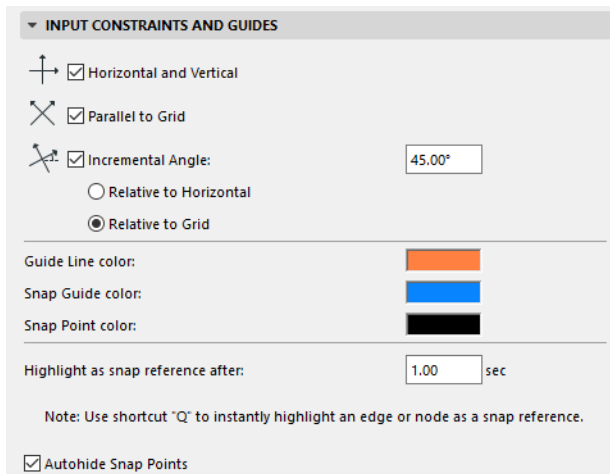 INPUT CONSTRAINTS AND GUIDES
Horizontal and Vertical
Parallel to Grid
Incremental Angle: 45.00°
Relative to Horizontal
Relative to Grid
Guide Line color:
Snap Guide color:
Snap Point color:
Highlight as snap reference after: 1.00 sec
Note: Use shortcut "Q" to instantly highlight an edge or node as a snap reference.
Autohide Snap Points